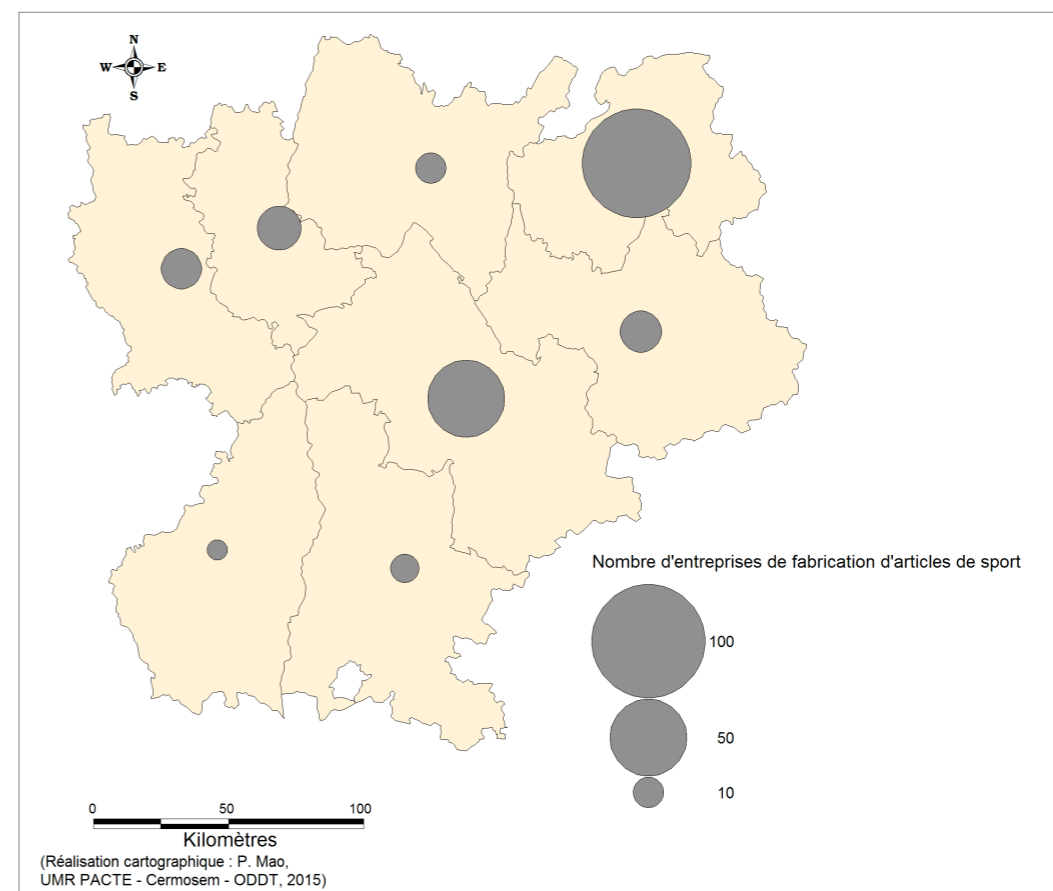 N
W E
S
Nombre d'entreprises de fabrication d'articles de sport
100
50
10
0 50 100
Kilomètres
(Réalisation cartographique : P. Mao,
UMR PACTE - Cermosem - ODDT, 2015)